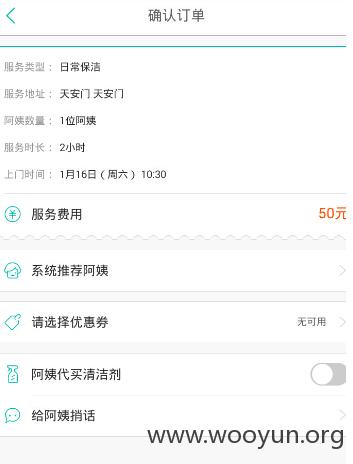 确认订单
服务类型： 日常保洁
服务地址： 天安门 天安门
阿姨数量： 1位阿姨
服务时长： 2小时
上门时间： 1月16日（周六）10:30
服务费用 50元
系统推荐阿姨
请选择优惠券 无可用
阿姨代买清洁剂
给阿姨捎话
www.wooyun.org